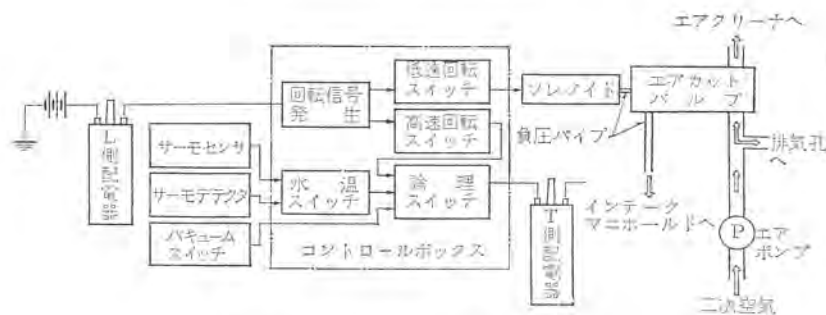 エアクリーナへ
低速回転
スイッチ
回転信号
発生
高速回転
スイッチ
ソレノイド
エアカット
バルブ
負圧パイプ
排気孔
へ
L側配電器
サーモセンサ
サーモデテクタ
バキューム
スイッチ
水温
スイッチ
論理
スイッチ
コントロールボックス
T側配電器
インテーク
マニホールドへ
P
エア
ポンプ
二次空気